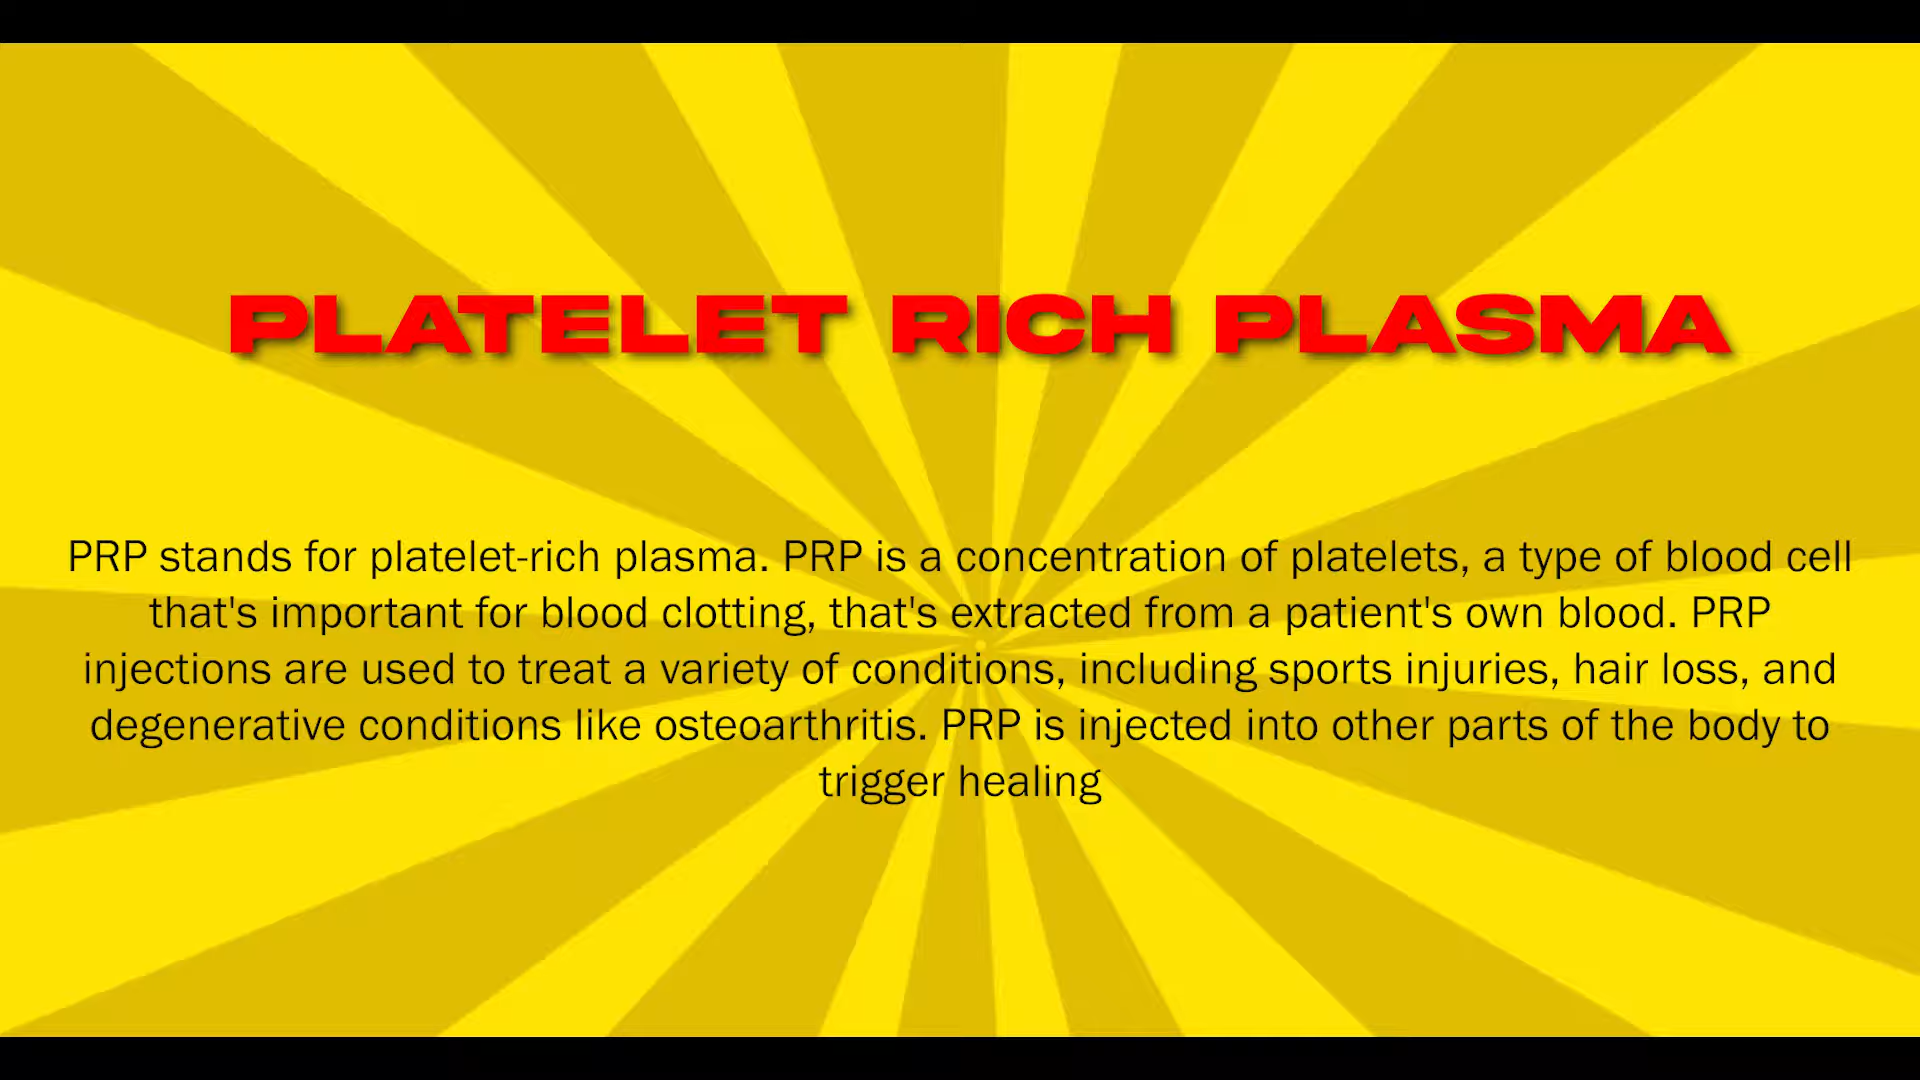 PLATELET RICH PLASMA
PRP stands for platelet-rich plasma. PRP is a concentration of platelets, a type of blood cell
that's important for blood clotting, that's extracted from a patient's own blood. PRP
injections are used to treat a variety of conditions, including sports injuries, hair loss, and
degenerative conditions like osteoarthritis. PRP is injected into other parts of the body to
trigger healing